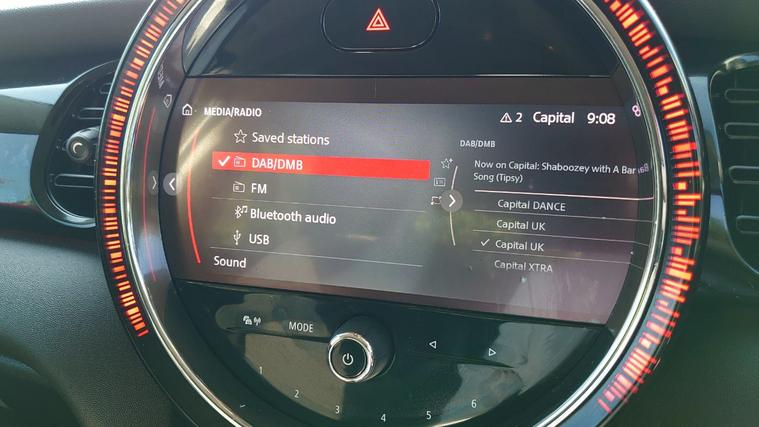 MEDIA/RADIO
2 Capital 9:08
Saved stations
DAB/DMB
FM
Bluetooth audio
USB
Sound
DAB/DMB
Now on Capital: Shaboozey with A Bar
Song (Tipsy)
Capital DANCE
Capital UK
Capital UK
Capital XTRA
MODE
1 2 3 4 5 6